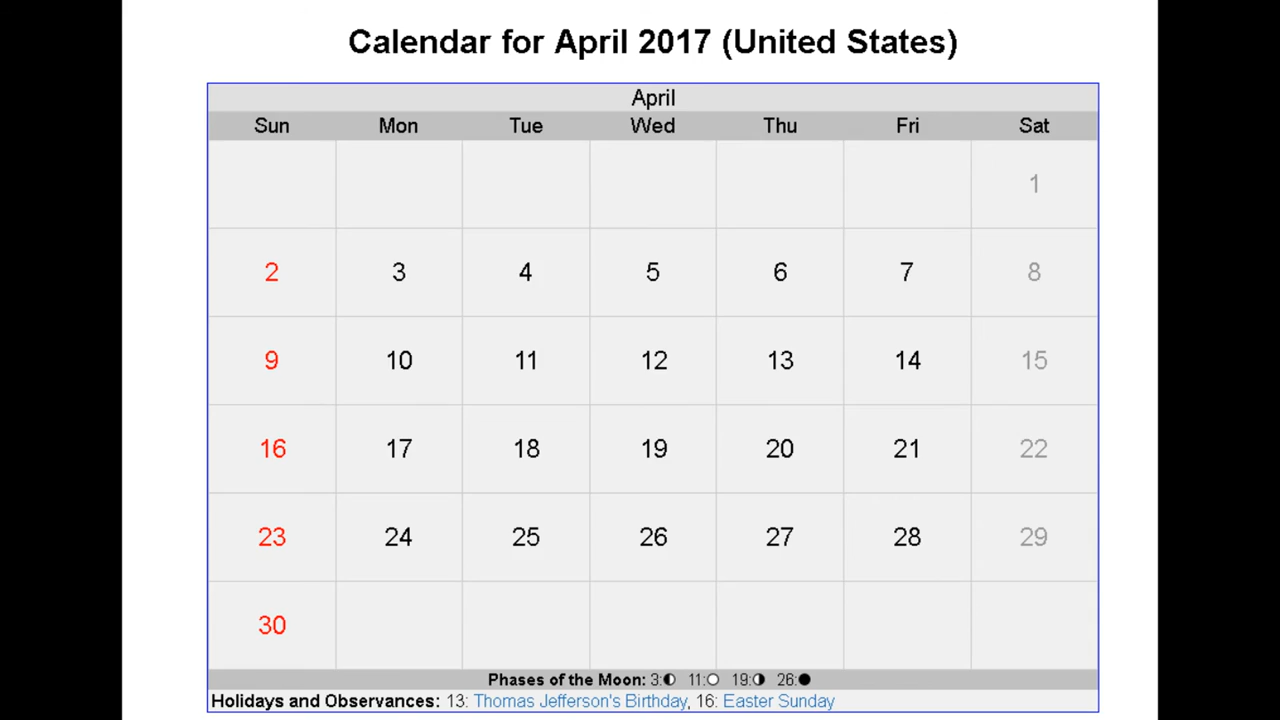 Calendar for April 2017 (United States)
April
Sun Mon Tue Wed Thu Fri Sat
1
2 3 4 5 6 7 8
9 10 11 12 13 14 15
16 17 18 19 20 21 22
23 24 25 26 27 28 29
30
Phases of the Moon: 3:◐ 11:○ 19:◑ 26:●
Holidays and Observances: 13: Thomas Jefferson's Birthday, 16: Easter Sunday